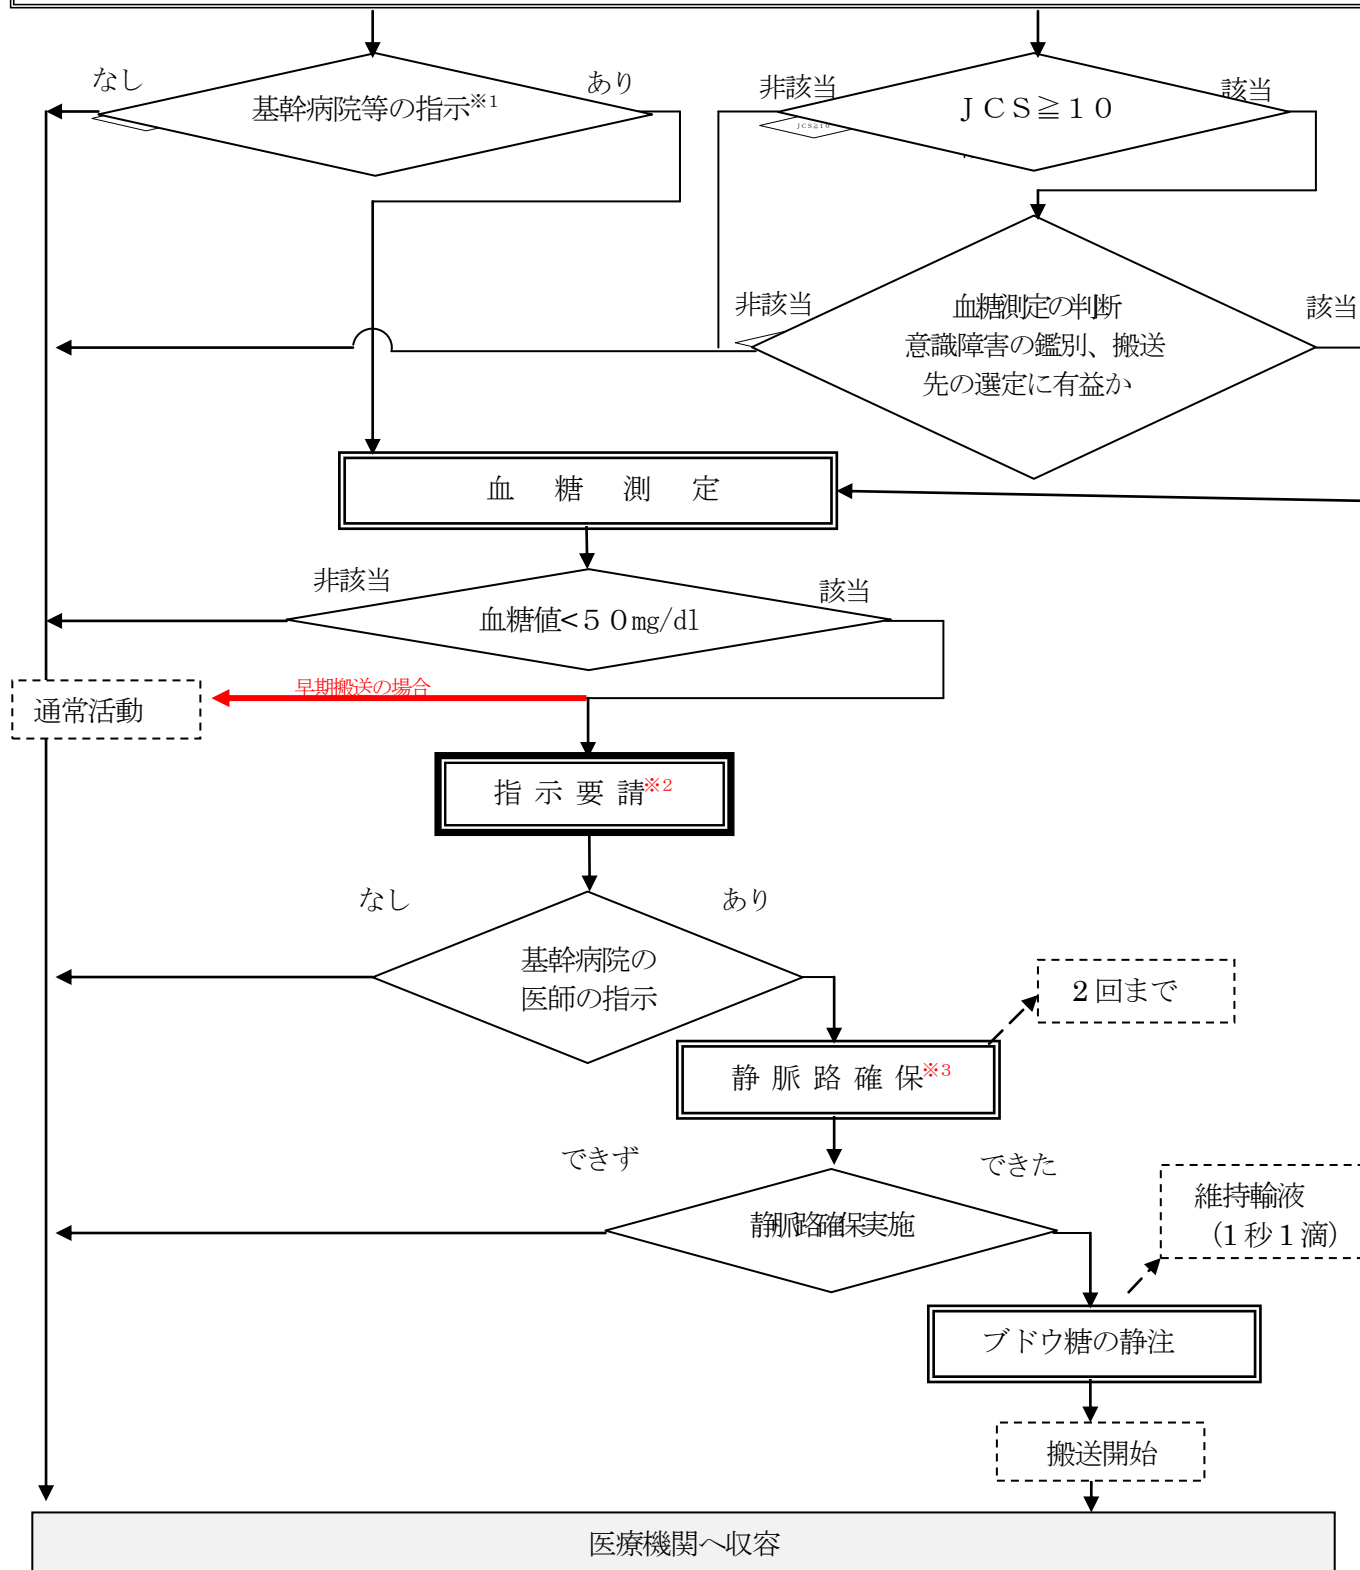 なし
基幹病院等の指示※1
あり
非該当
JCS≧10
ＪＣＳ≧１０
該当
非該当
血糖測定の判断
意識障害の鑑別、搬送
先の選定に有益か
該当
血　糖　測　定
非該当
血糖値<５０mg/dl
該当
早期搬送の場合
通常活動
指 示 要 請※2
なし
あり
基幹病院の
医師の指示
２回まで
静 脈 路 確 保※3
できず
できた
静脈路確保実施
維持輸液
（1 秒１滴）
ブドウ糖の静注
搬送開始
医療機関へ収容